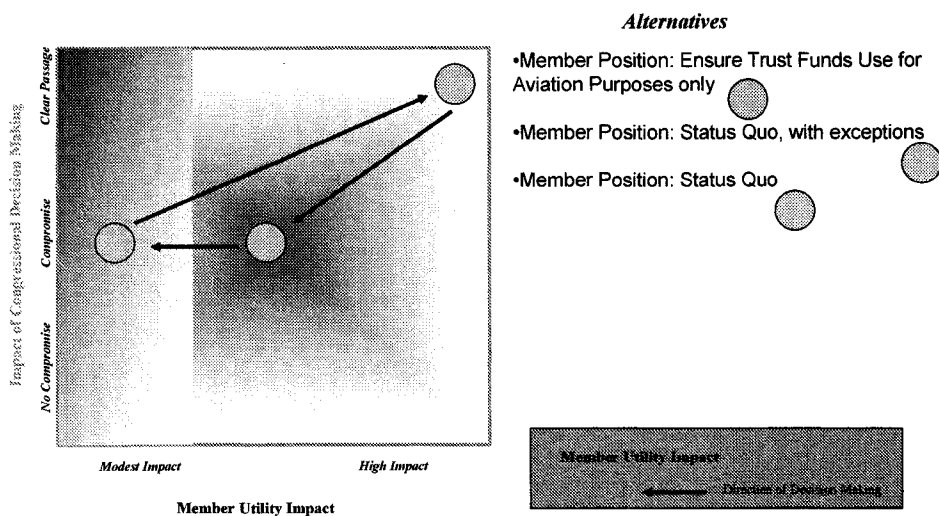 Alternatives
•Member Position: Ensure Trust Funds Use for
Aviation Purposes only
•Member Position: Status Quo, with exceptions
•Member Position: Status Quo
Impact of Congressional Decision Making
Clear Passage
Compromise
No Compromise
Modest Impact
High Impact
Member Utility Impact
Member Utility Impact
Direction of Decision Making